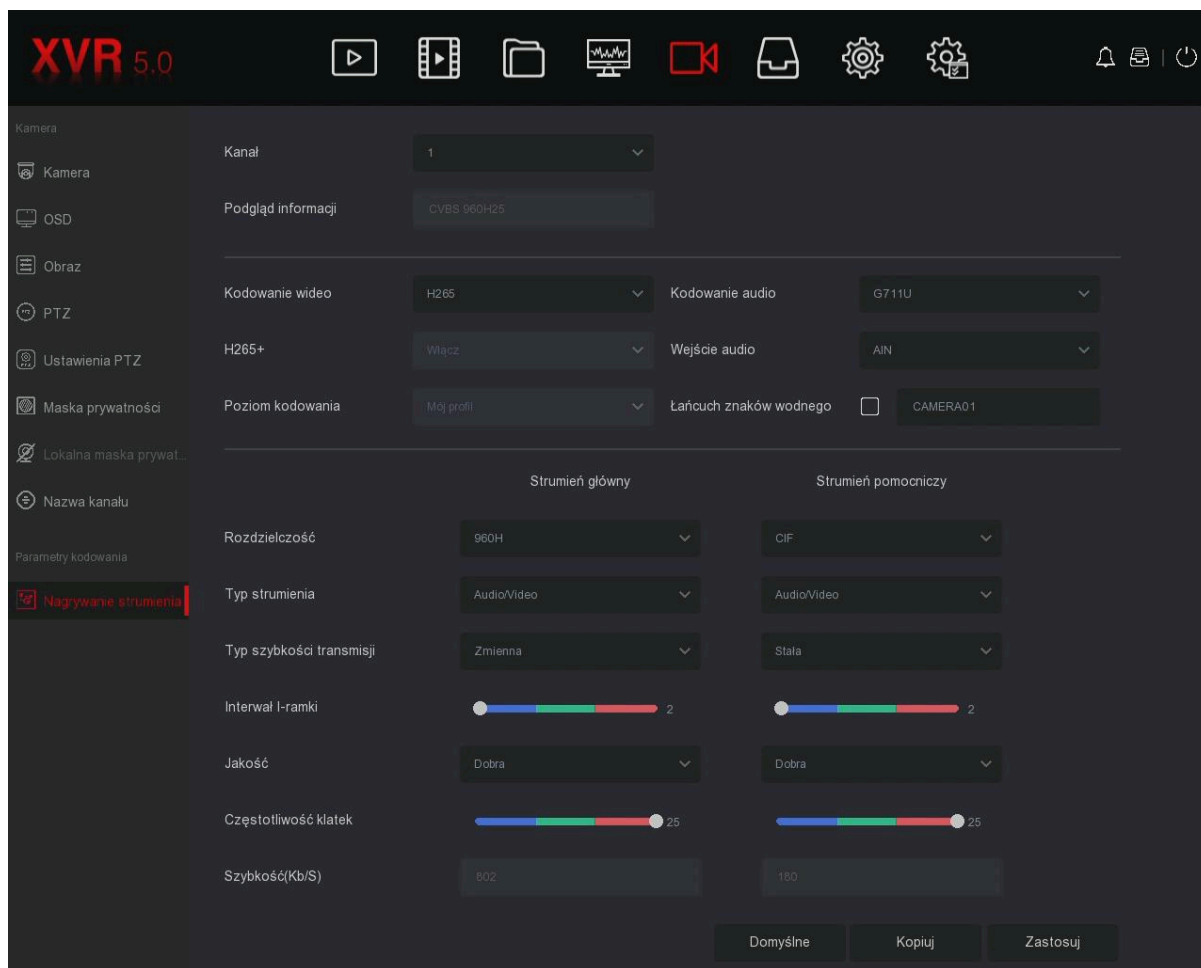 XVR 5.0
Kamera
Kamera
OSD
Obraz
PTZ
Ustawienia PTZ
Maska prywatności
Lokalna maska prywat...
Nazwa kanału
Parametry kodowania
Nagrywanie strumienia
Kanał 1
Podgląd informacji CVBS 960H25
Kodowanie wideo H265 Kodowanie audio G711U
H265+ Włącz Wejście audio AIN
Poziom kodowania Mój profil Łańcuch znaków wodnego CAMERA01
Strumień główny Strumień pomocniczy
Rozdzielczość 960H CIF
Typ strumienia Audio/Video Audio/Video
Typ szybkości transmisji Zmienna Stała
Interwał I-ramki 2 2
Jakość Dobra Dobra
Częstotliwość klatek 25 25
Szybkość(Kb/S) 802 180
Domyślne Kopiuj Zastosuj